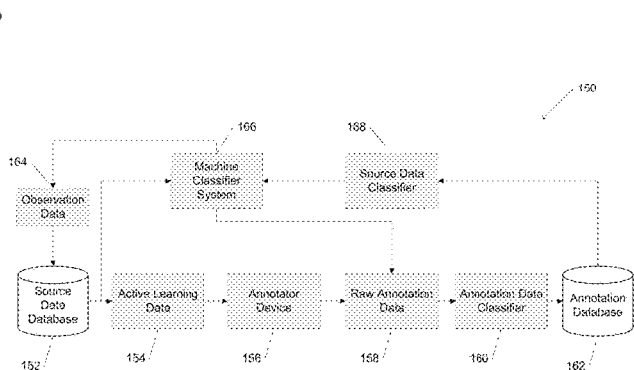 150
166
168
164
Machine
Classifier
System
Source Data
Classifier
Observation
Data
Source
Data
Database
Active Learning
Data
Annotator
Device
Raw Annotation
Data
Annotation Data
Classifier
Annotation
Database
152
154
156
158
160
162